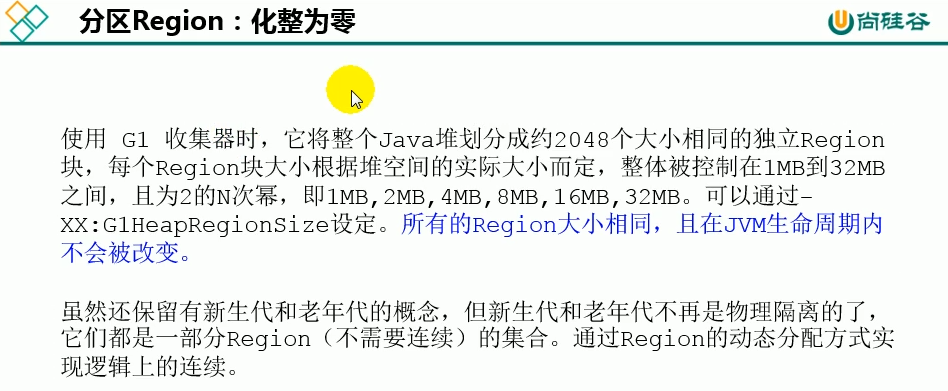 分区Region：化整为零
尚硅谷
使用 G1 收集器时，它将整个Java堆划分成约2048个大小相同的独立Region
块，每个Region块大小根据堆空间的实际大小而定，整体被控制在1MB到32MB
之间，且为2的N次幂，即1MB,2MB,4MB,8MB,16MB,32MB。可以通过-
XX:G1HeapRegionSize设定。所有的Region大小相同，且在JVM生命周期内
不会被改变。
虽然还保留有新生代和老年代的概念，但新生代和老年代不再是物理隔离的了，
它们都是一部分Region（不需要连续）的集合。通过Region的动态分配方式实
现逻辑上的连续。